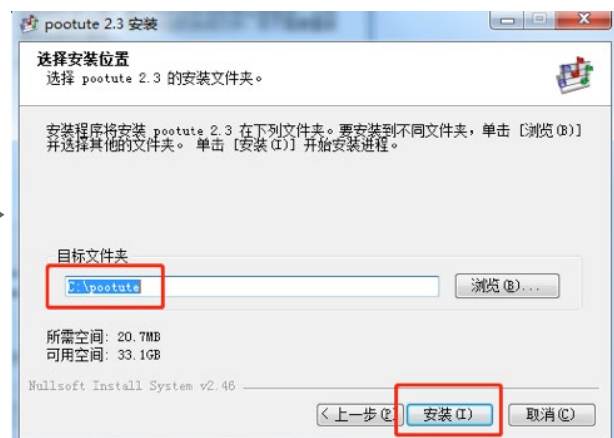 pootute 2.3 安装
选择安装位置
选择 pootute 2.3 的安装文件夹。
安装程序将安装 pootute 2.3 在下列文件夹。要安装到不同文件夹，单击 [浏览(B)]
并选择其他的文件夹。 单击 [安装(I)] 开始安装进程。
目标文件夹
C:\pootute
浏览(B)...
所需空间: 20.7MB
可用空间: 33.1GB
Nullsoft Install System v2.46
<上一步(P) 安装(I) 取消(C)